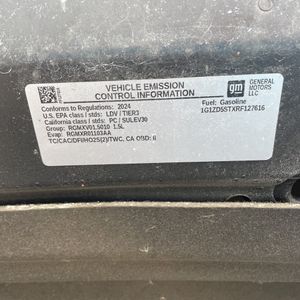 VEHICLE EMISSION
CONTROL INFORMATION
gm
GENERAL MOTORS LLC
Conforms to Regulations: 2024
Fuel: Gasoline
U.S. EPA class / stds: LDV / TIER3
1G1ZD5STXRF127616
California class / stds: PC / SULEV30
Group: RGMXV01.5010 1.5L
Evap: RGMXR0110AA
TC/CAC/DFI/HO2S(2)/TWC, CA OBD: II